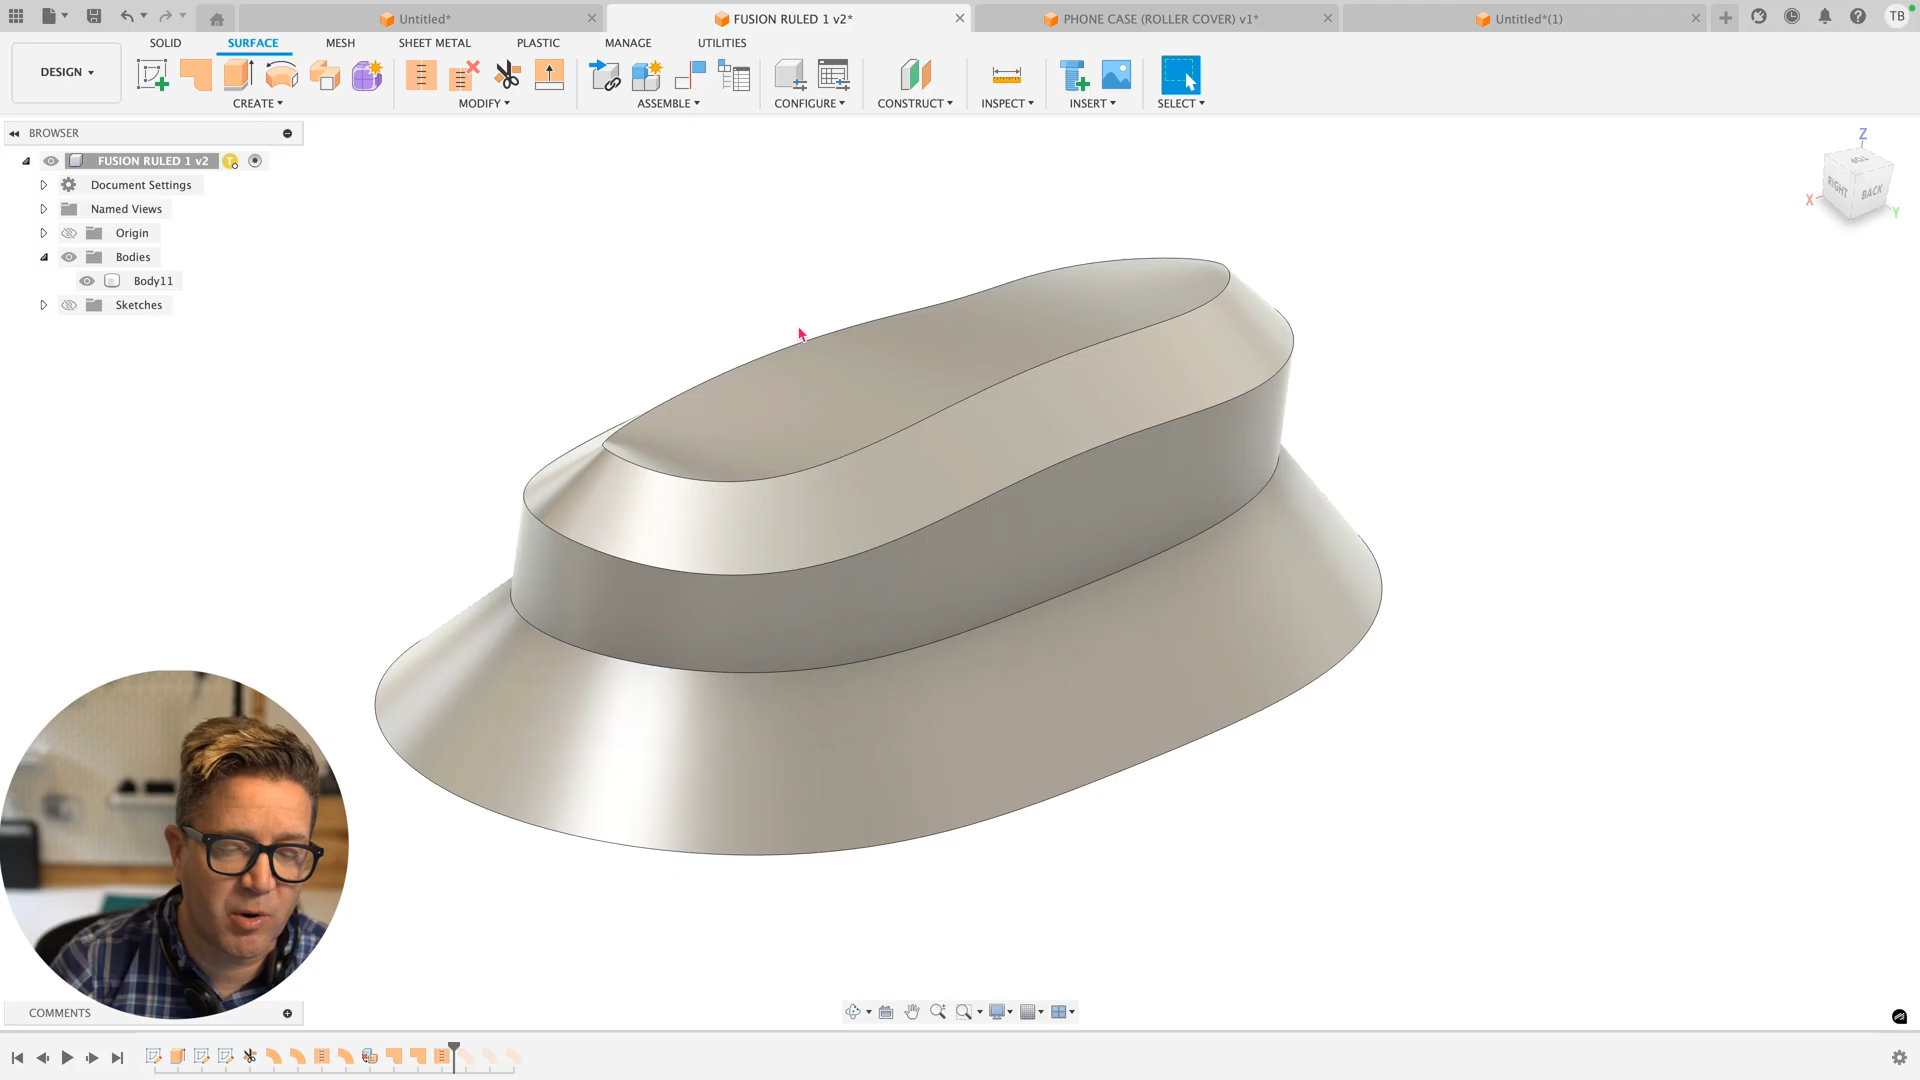 Untitled*
FUSION RULED 1 v2*
PHONE CASE (ROLLER COVER) v1*
Untitled*(1)
TB
SOLID
SURFACE
MESH
SHEET METAL
PLASTIC
MANAGE
UTILITIES
DESIGN
CREATE
MODIFY
ASSEMBLE
CONFIGURE
CONSTRUCT
INSPECT
INSERT
SELECT
BROWSER
FUSION RULED 1 v2
Document Settings
Named Views
Origin
Bodies
Body11
Sketches
Z
TOP
RIGHT
BACK
X
Y
COMMENTS